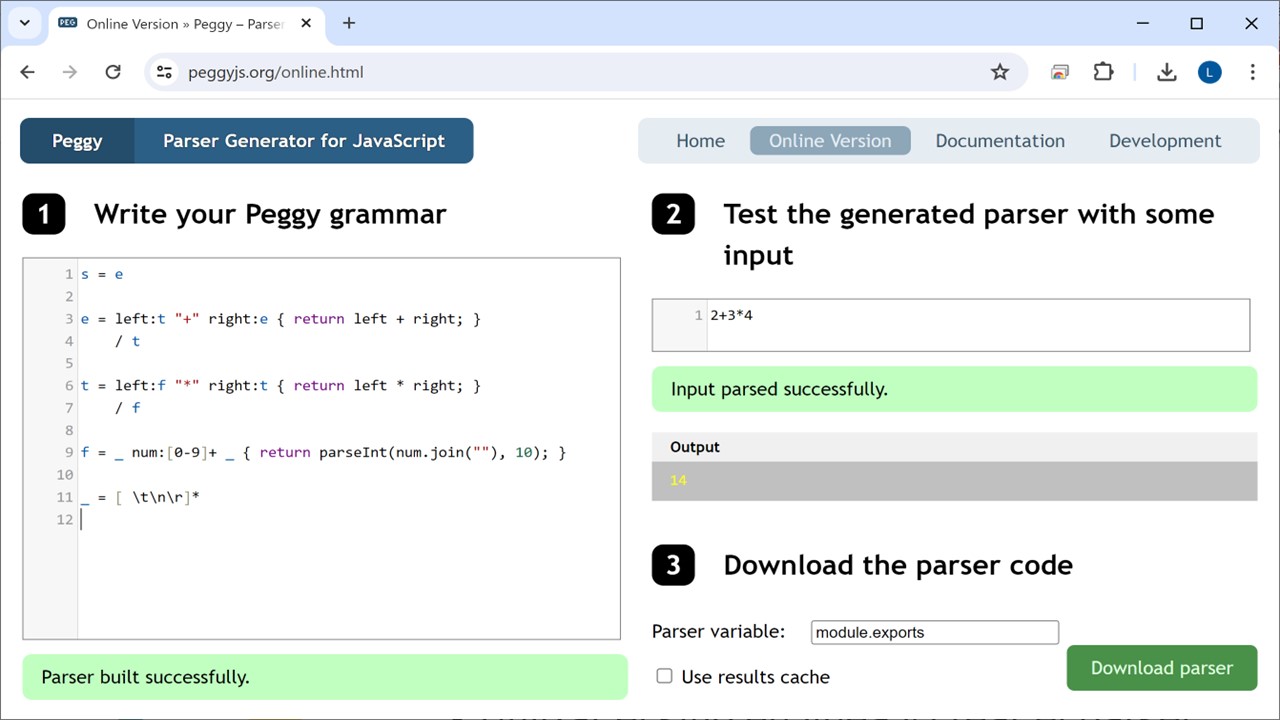 PEG Online Version » Peggy – Parser
peggyjs.org/online.html
L
Peggy Parser Generator for JavaScript
Home Online Version Documentation Development
1 Write your Peggy grammar
1 s = e
2
3 e = left:t "+" right:e { return left + right; }
4 / t
5
6 t = left:f "*" right:t { return left * right; }
7 / f
8
9 f = _ num:[0-9]+ _ { return parseInt(num.join(""), 10); }
10
11 _ = [ \t\n\r]*
12
Parser built successfully.
2 Test the generated parser with some
input
1 2+3*4
Input parsed successfully.
Output
14
3 Download the parser code
Parser variable: module.exports
Use results cache
Download parser